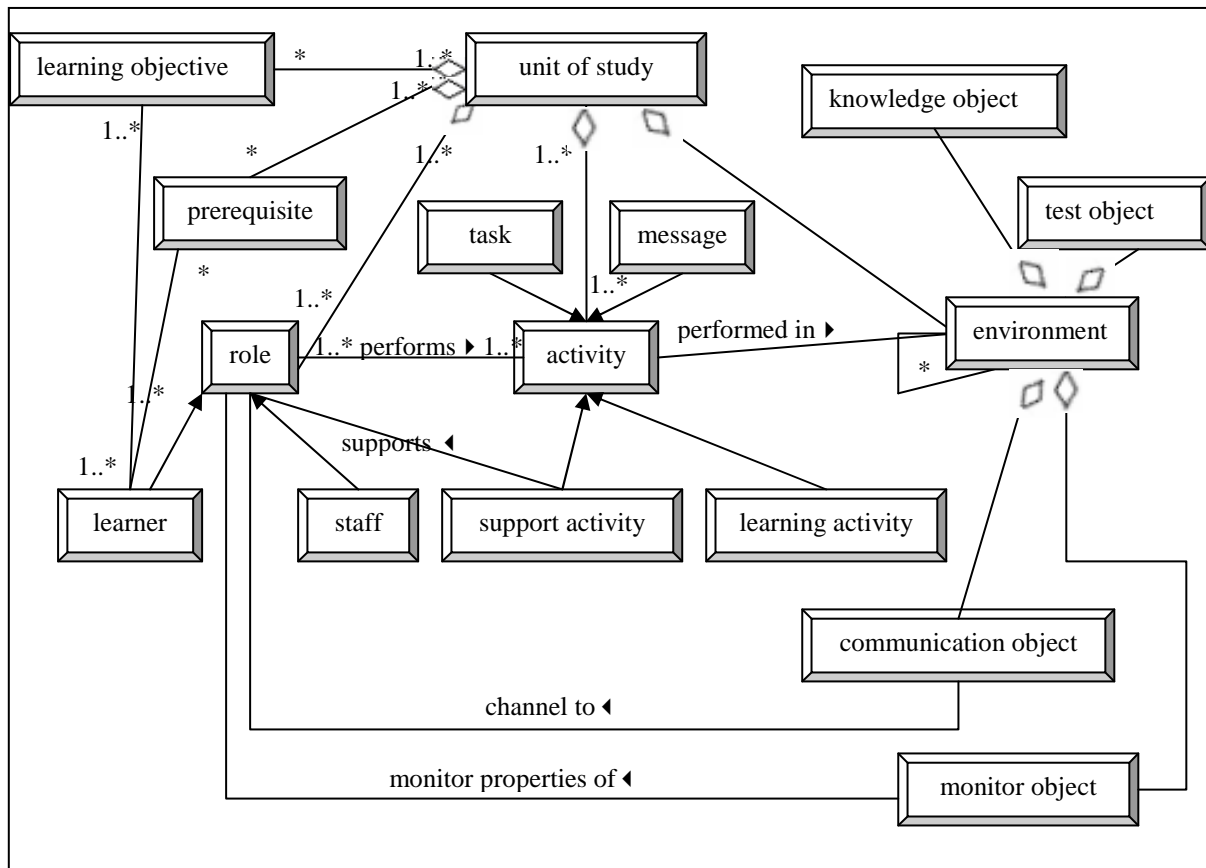 learning objective
*
1..*
unit of study
1..*
knowledge object
1..*
*
1..*
1..*
prerequisite
test object
task
message
*
1..*
1..*
role
1..* performs ▶ 1..*
activity
performed in ▶
environment
*
1..*
supports ◀
1..*
learner
staff
support activity
learning activity
communication object
channel to ◀
monitor properties of ◀
monitor object